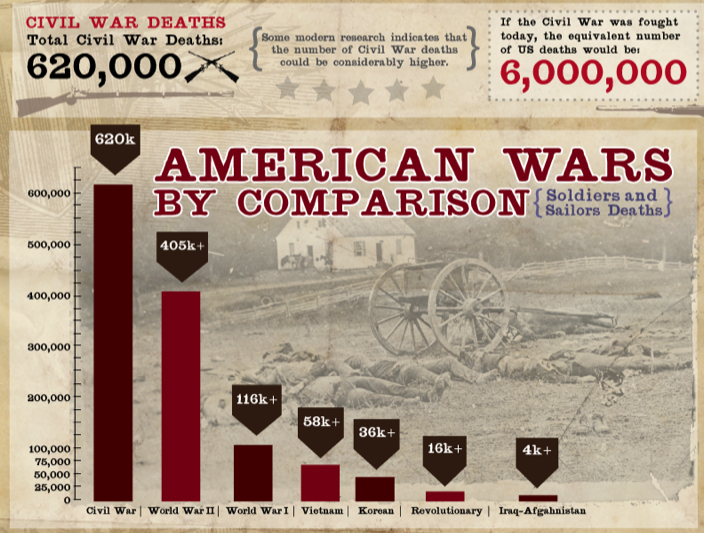 CIVIL WAR DEATHS
Total Civil War Deaths:
620,000
{Some modern research indicates that
the number of Civil War deaths
could be considerably higher.}
If the Civil War was fought
today, the equivalent number
of US deaths would be:
6,000,000
AMERICAN WARS
BY COMPARISON {Soldiers and
Sailors Deaths}
620k
405k+
116k+
58k+
36k+
16k+
4k+
600,000
500,000
400,000
300,000
200,000
100,000
75,000
50,000
25,000
0
Civil War | World War II | World War I | Vietnam | Korean | Revolutionary | Iraq-Afgahnistan